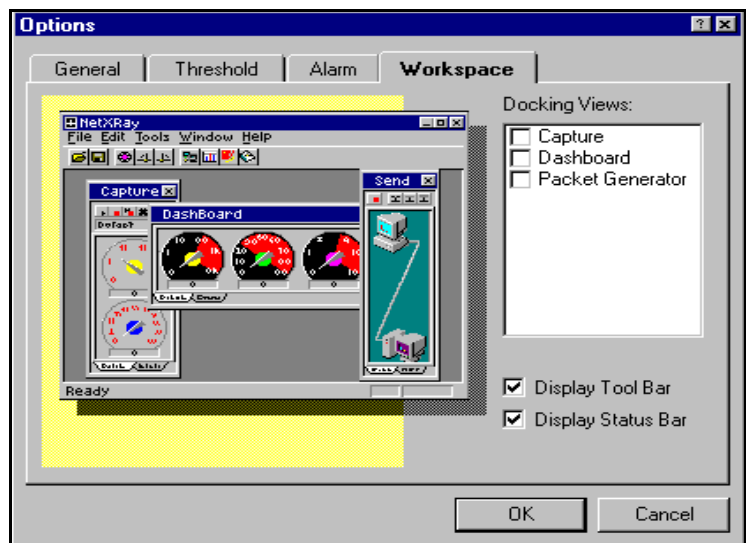 Options
General Threshold Alarm Workspace
Docking Views:
Capture
Dashboard
Packet Generator
NetXRay
File Edit Tools Window Help
Capture
DashBoard
Send
Default
Ready
Display Tool Bar
Display Status Bar
OK Cancel